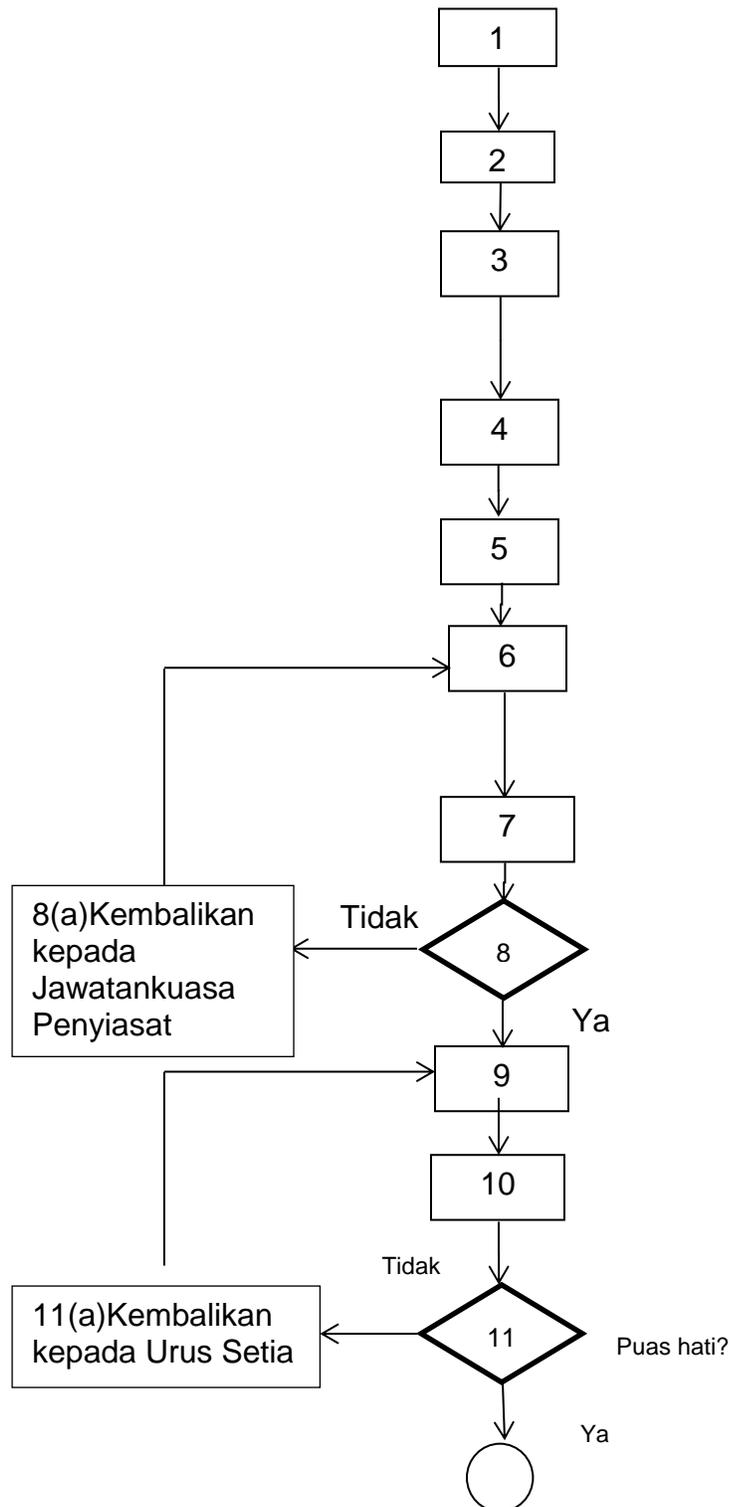 1
2
3
4
5
6
7
8(a)Kembalikan
kepada
Jawatankuasa
Penyiasat
Tidak
8
Ya
9
10
Tidak
11(a)Kembalikan
kepada Urus Setia
11
Puas hati?
Ya